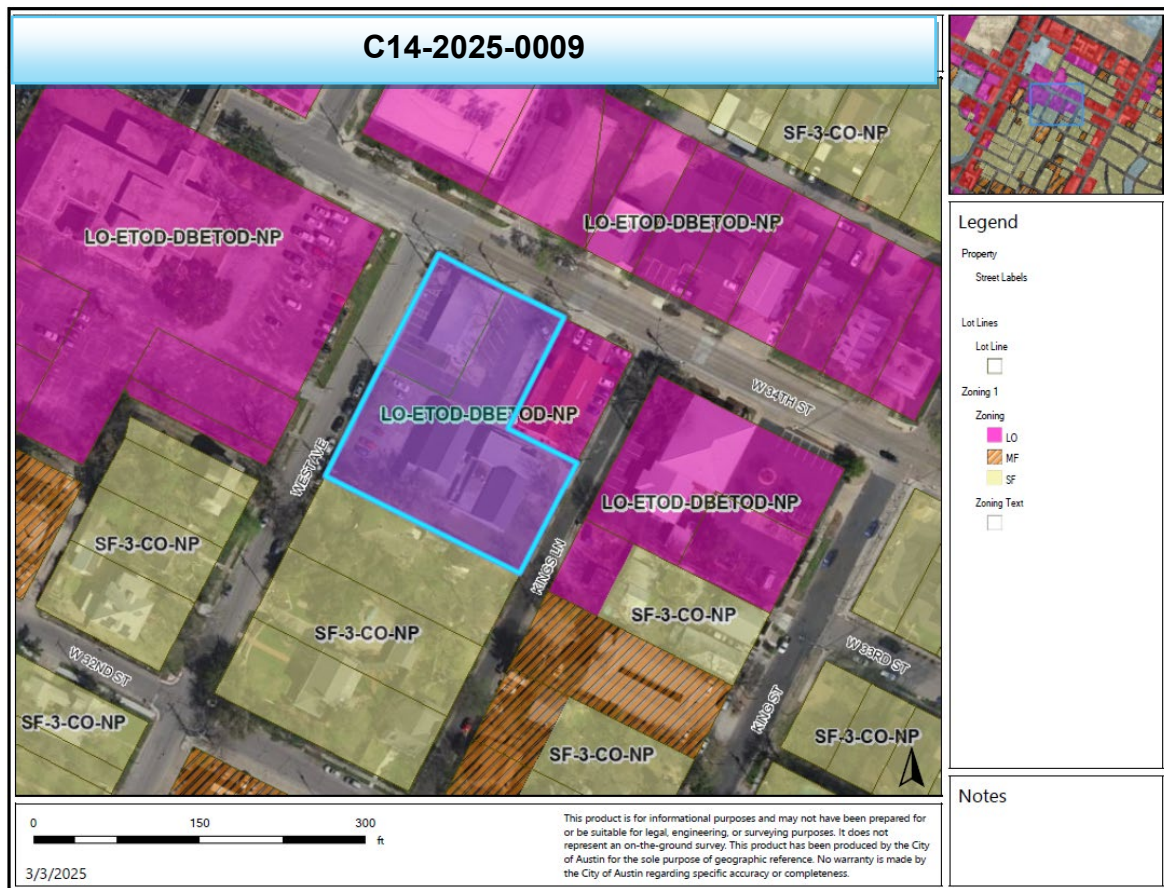 C14-2025-0009
SF-3-CO-NP
LO-ETOD-DBETOD-NP
LO-ETOD-DBETOD-NP
W 34TH ST
LO-ETOD-DBETOD-NP
WEST AVE
LO-ETOD-DBETOD-NP
SF-3-CO-NP
KINGS LN
SF-3-CO-NP
SF-3-CO-NP
W 33RD ST
W 32ND ST
SF-3-CO-NP
KING ST
SF-3-CO-NP
SF-3-CO-NP
Legend
Property
Street Labels
Lot Lines
Lot Line
Zoning 1
Zoning
LO
MF
SF
Zoning Text
Notes
0 150 300
ft
3/3/2025
This product is for informational purposes and may not have been prepared for
or be suitable for legal, engineering, or surveying purposes. It does not
represent an on-the-ground survey. This product has been produced by the City
of Austin for the sole purpose of geographic reference. No warranty is made by
the City of Austin regarding specific accuracy or completeness.